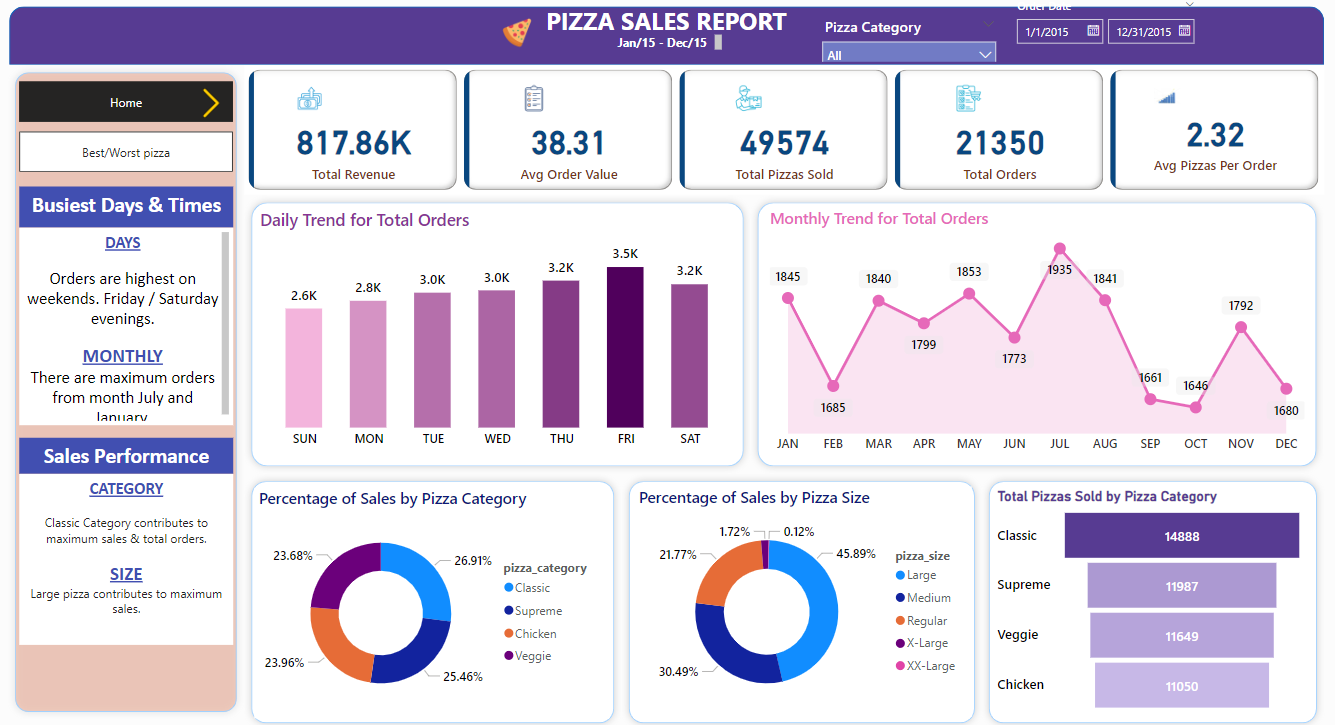 PIZZA SALES REPORT
Jan/15 - Dec/15
Pizza Category
All
Order Date
1/1/2015
12/31/2015
Home
Best/Worst pizza
Busiest Days & Times
DAYS
Orders are highest on
weekends. Friday / Saturday
evenings.
MONTHLY
There are maximum orders
from month July and
January
Sales Performance
CATEGORY
Classic Category contributes to
maximum sales & total orders.
SIZE
Large pizza contributes to maximum
sales.
817.86K
Total Revenue
38.31
Avg Order Value
49574
Total Pizzas Sold
21350
Total Orders
2.32
Avg Pizzas Per Order
Daily Trend for Total Orders
2.6K
2.8K
3.0K
3.0K
3.2K
3.5K
3.2K
SUN
MON
TUE
WED
THU
FRI
SAT
Monthly Trend for Total Orders
1845
1685
1840
1799
1853
1773
1935
1841
1661
1646
1792
1680
JAN
FEB
MAR
APR
MAY
JUN
JUL
AUG
SEP
OCT
NOV
DEC
Percentage of Sales by Pizza Category
23.68%
26.91%
23.96%
25.46%
pizza_category
Classic
Supreme
Chicken
Veggie
Percentage of Sales by Pizza Size
1.72%
0.12%
21.77%
45.89%
30.49%
pizza_size
Large
Medium
Regular
X-Large
XX-Large
Total Pizzas Sold by Pizza Category
Classic
14888
Supreme
11987
Veggie
11649
Chicken
11050